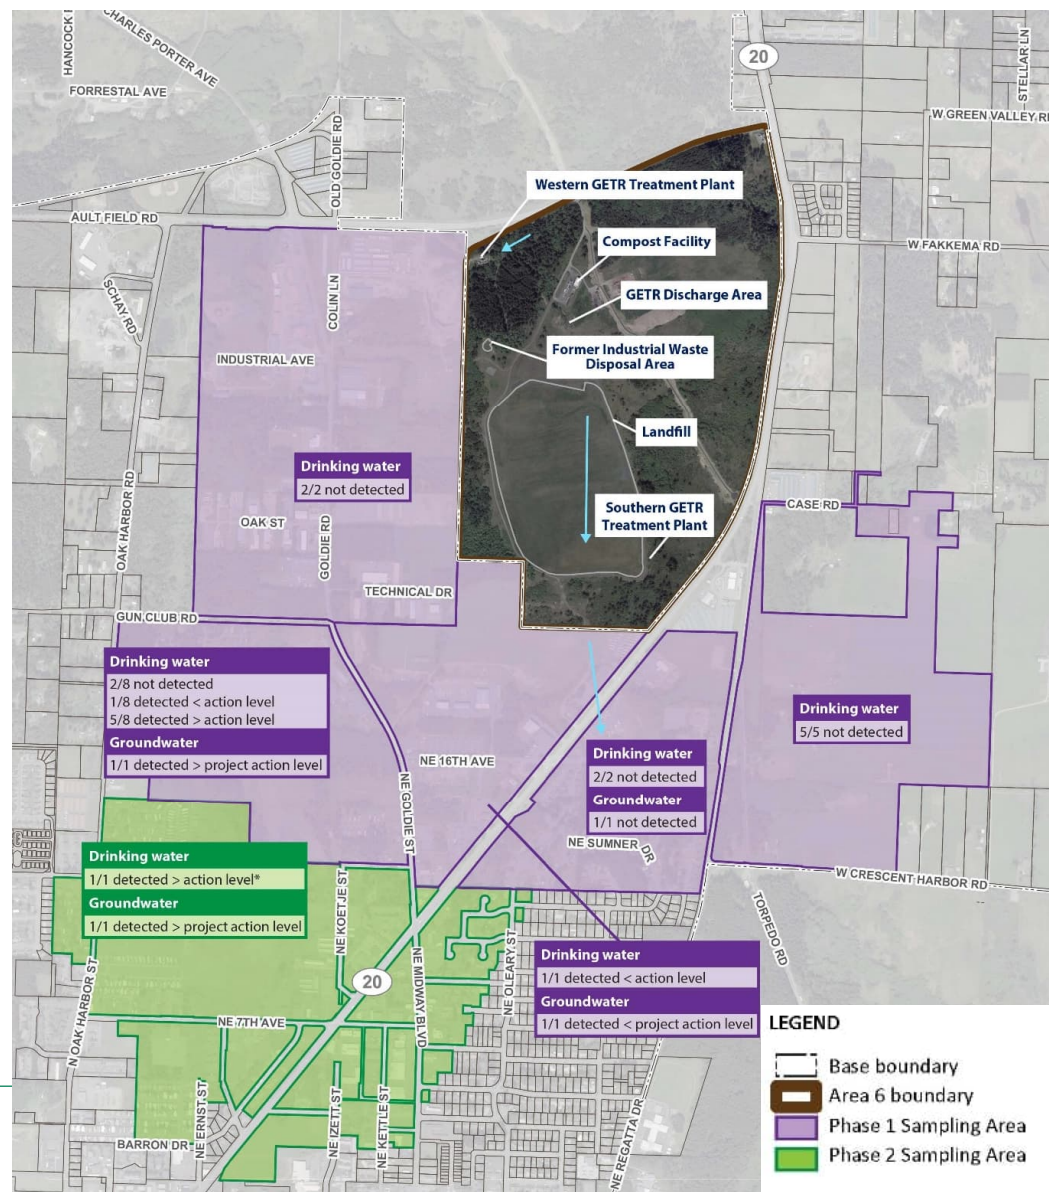 HANCOCK
CHARLES PORTER AVE
FORRESTAL AVE
20
STELLAR LN
W GREEN VALLEY
OLD GOLDIE RD
Western GETR Treatment Plant
AULT FIELD RD
Compost Facility
W FAKKEMA RD
SCHAY RD
COLIN LN
GETR Discharge Area
INDUSTRIAL AVE
Former Industrial Waste
Disposal Area
Landfill
Drinking water
2/2 not detected
OAK HARBOR RD
OAK ST
GOLDIE RD
Southern GETR
Treatment Plant
CASE RD
TECHNICAL DR
GUN CLUB RD
Drinking water
2/8 not detected
1/8 detected < action level
5/8 detected > action level
Groundwater
1/1 detected > project action level
Drinking water
5/5 not detected
NE 16TH AVE
NE GOLDIE ST
Drinking water
2/2 not detected
Groundwater
1/1 not detected
NE SUMNER DR
W CRESCENT HARBOR RD
Drinking water
1/1 detected > action level*
Groundwater
1/1 detected > project action level
NE KOETJE ST
TORPEDO RD
NE OLEARY ST
NE MIDWAY BLVD
Drinking water
1/1 detected < action level
Groundwater
1/1 detected < project action level
20
N OAK HARBOR ST
NE 7TH AVE
NE ERNST ST
NE IZETT ST
NE KETTLE ST
BARRON DR
NE REGATTA DR
LEGEND
Base boundary
Area 6 boundary
Phase 1 Sampling Area
Phase 2 Sampling Area